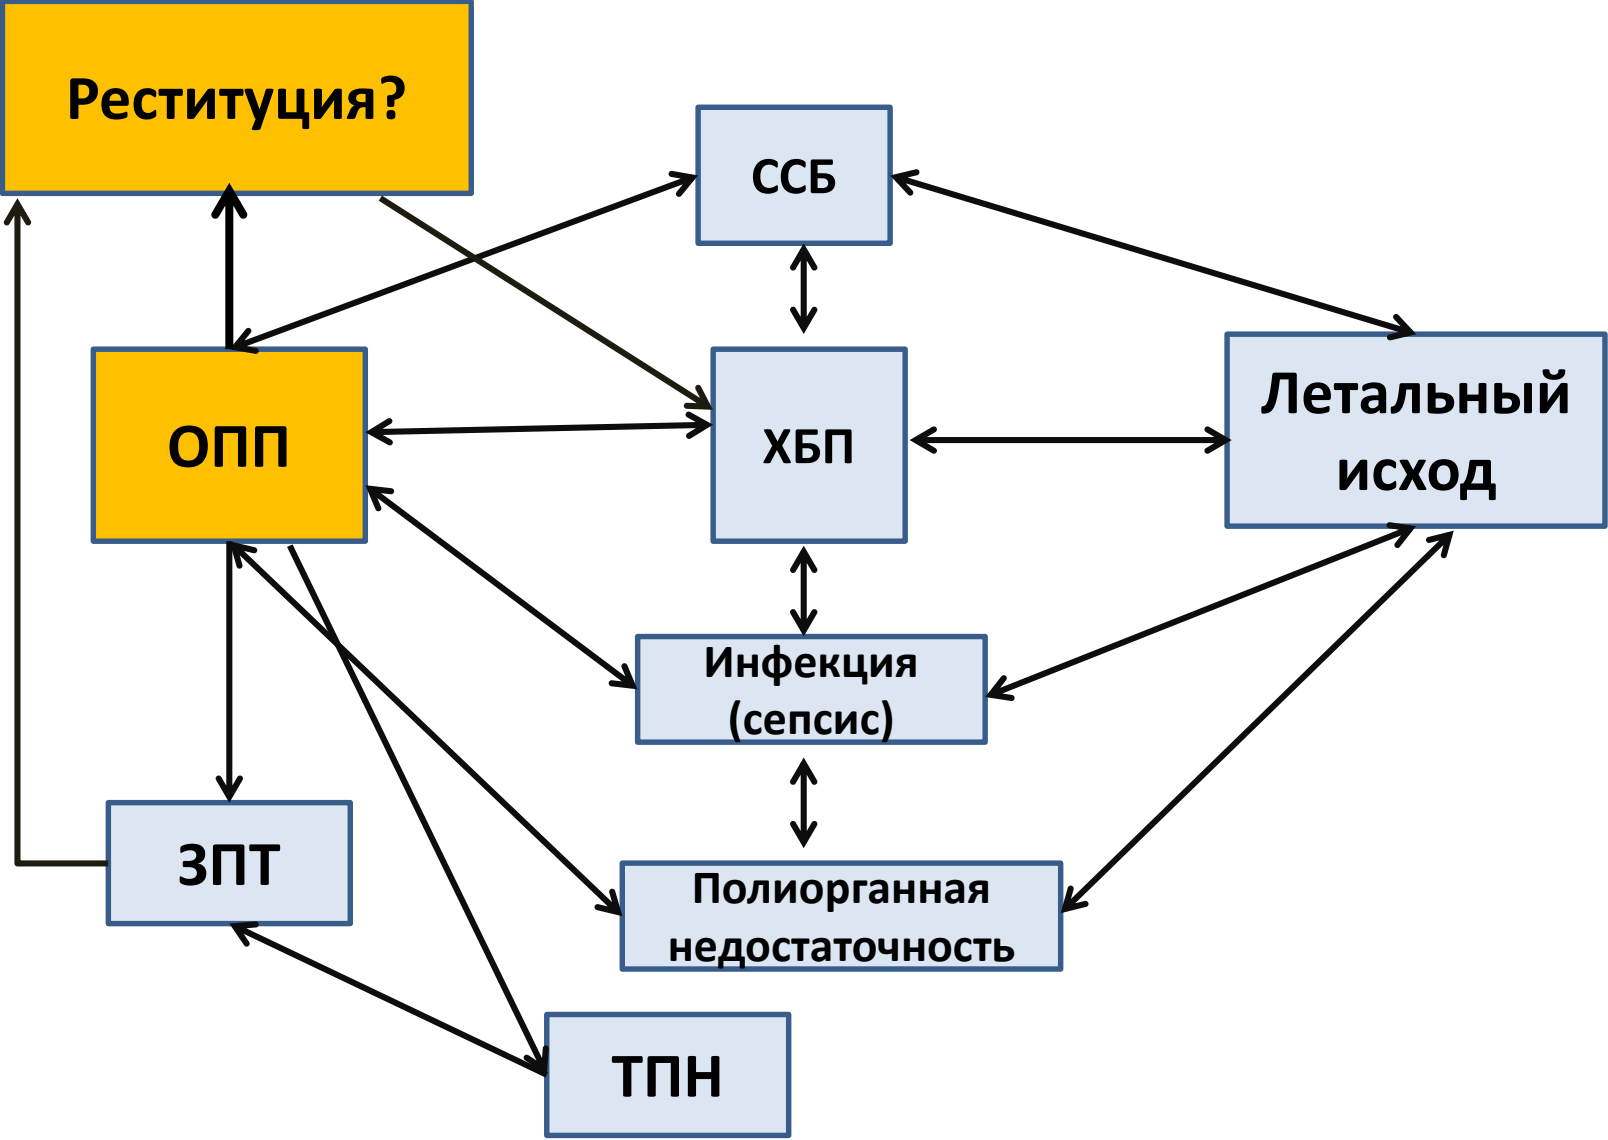 Реституция?
ССБ
ОПП
ХБП
Летальный
исход
Инфекция
(сепсис)
ЗПТ
Полиорганная
недостаточность
ТПН